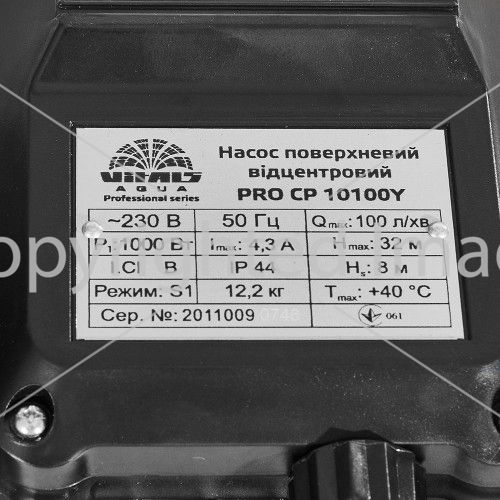 Насос поверхневий
відцентровий
PRO CP 10100Y
VITALS
AQUA
Professional series
~230 В 50 Гц Qmax: 100 л/хв
P1: 1000 Вт Imax: 4,3 А Hmax: 32 м
I.Cl B IP 44 Hs: 8 м
Режим: S1 12,2 кг Tmax: +40 °C
Сер. №: 2011009 0748 061